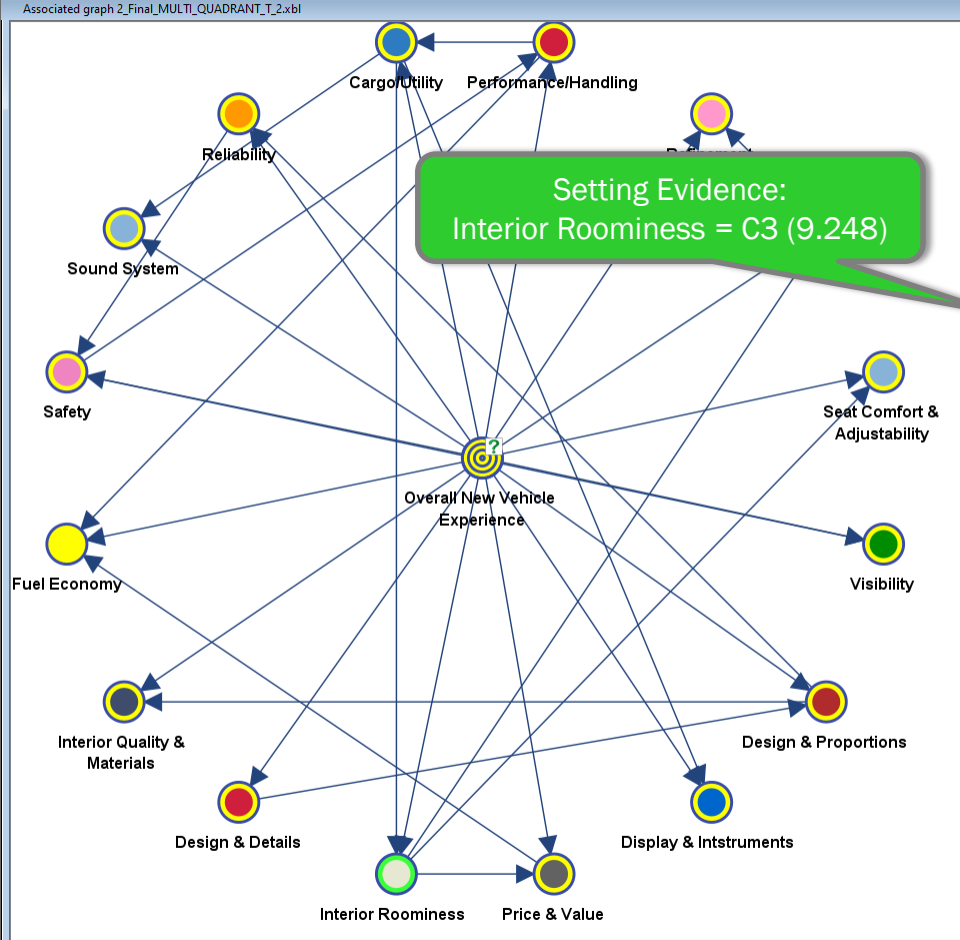 Associated graph 2_Final_MULTI_QUADRANT_T_2.xbl
Cargo/Utility
Performance/Handling
Reliability
Setting Evidence:
Interior Roominess = C3 (9.248)
Sound System
Safety
Seat Comfort &
Adjustability
?
Overall New Vehicle
Experience
Fuel Economy
Visibility
Interior Quality &
Materials
Design & Proportions
Design & Details
Display & Intstruments
Interior Roominess
Price & Value